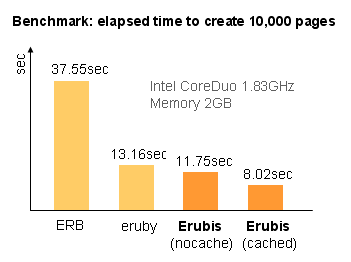 Benchmark: elapsed time to create 10,000 pages
sec
37.55sec
Intel CoreDuo 1.83GHz
Memory 2GB
13.16sec
11.75sec
8.02sec
ERB
eruby
Erubis
(nocache)
Erubis
(cached)